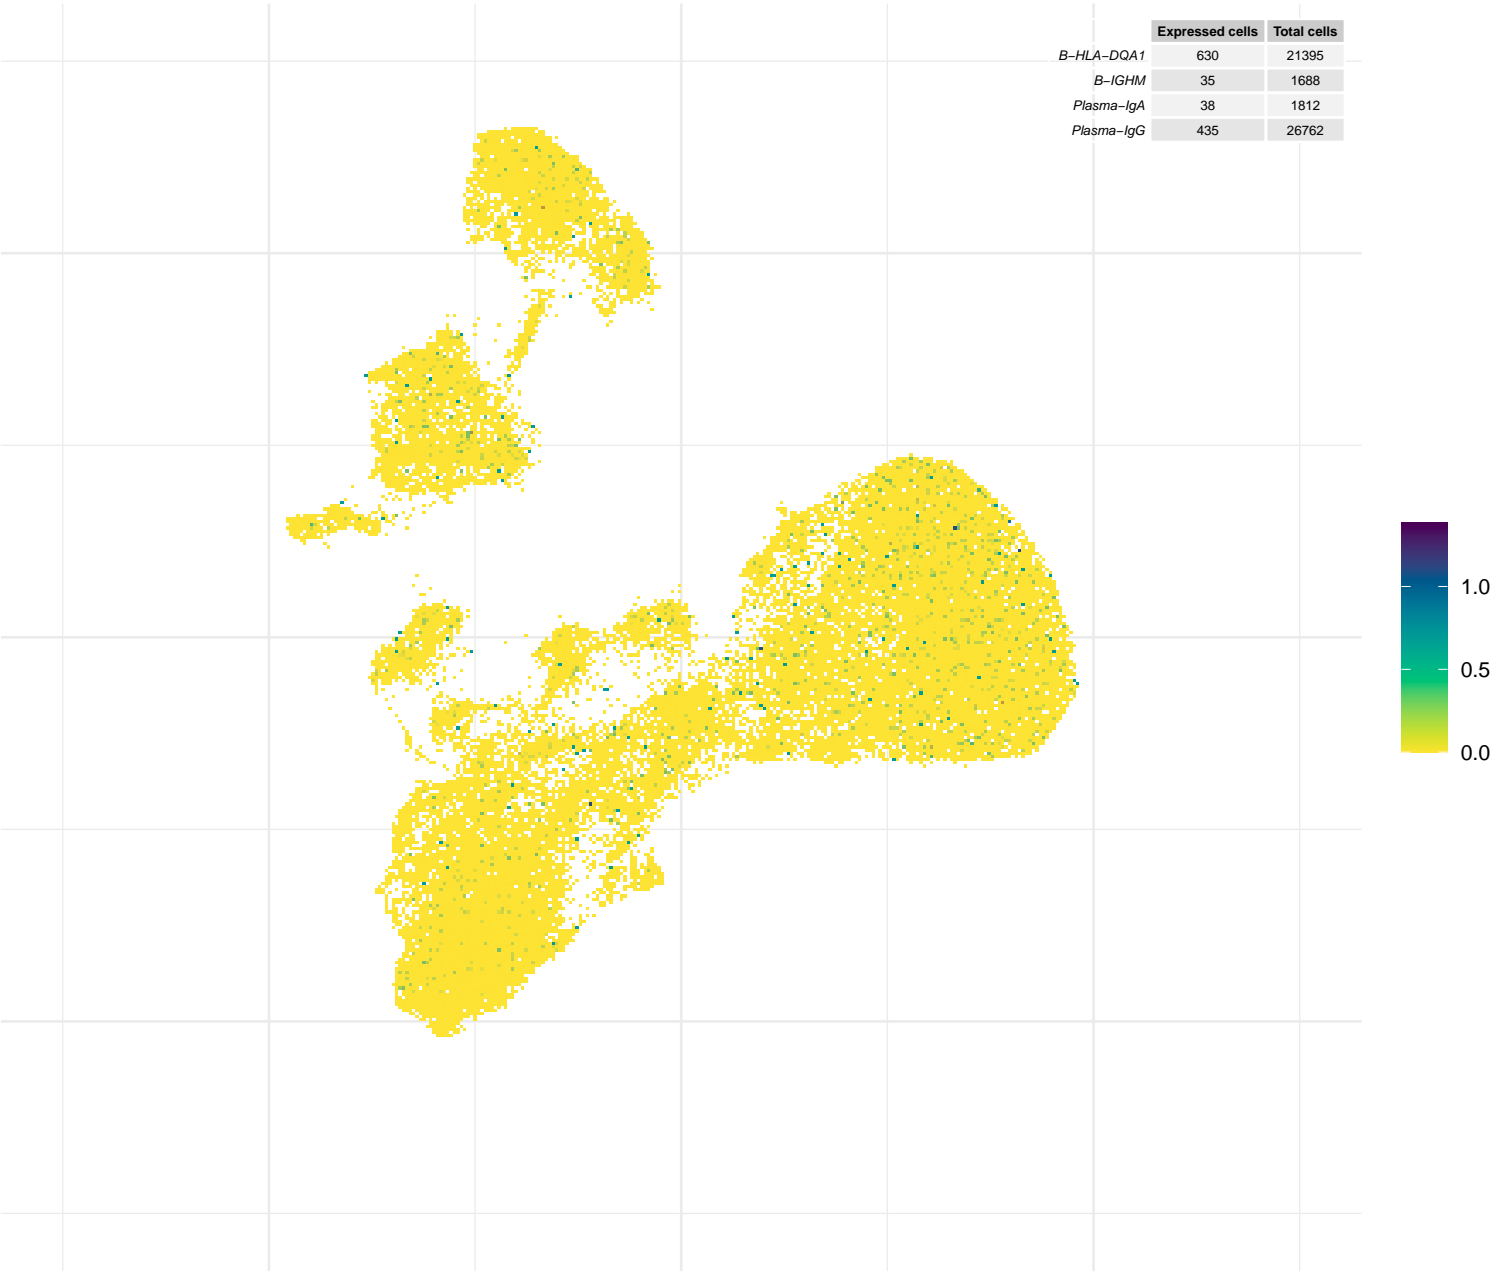 Expressed cells Total cells
B−HLA−DQA1 630 21395
B−IGHM 35 1688
Plasma−IgA 38 1812
Plasma−IgG 435 26762
1.0
0.5
0.0